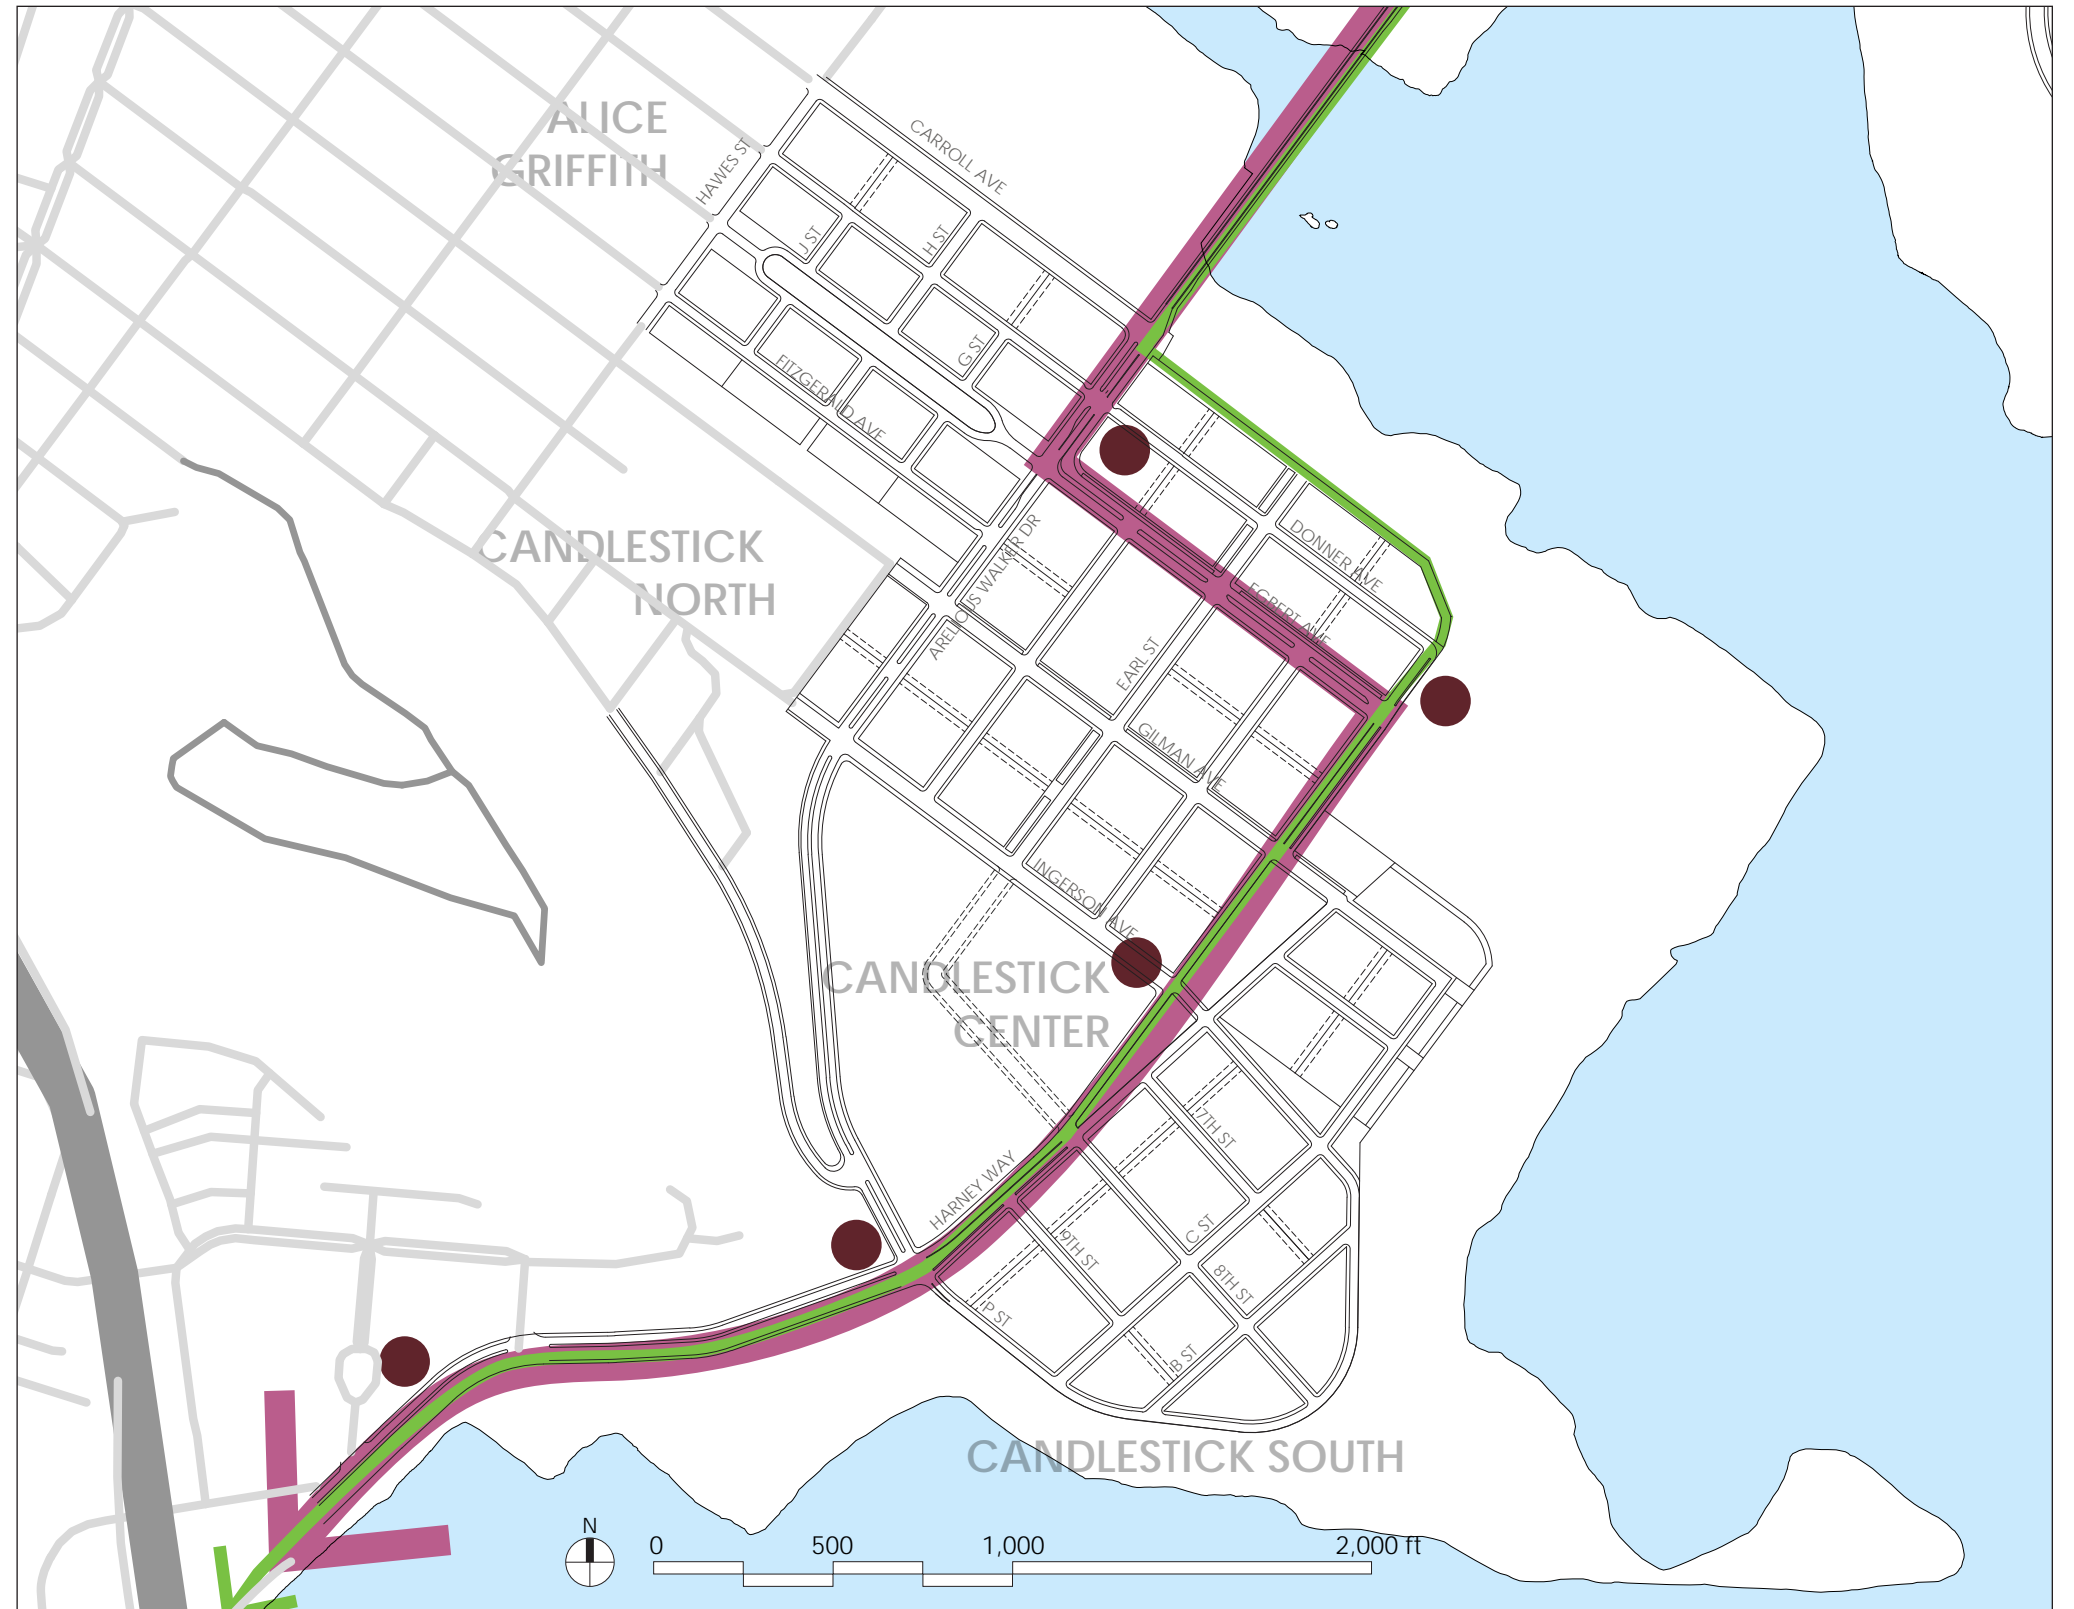 ALICE
GRIFFITH
CARROLL AVE
HAWES ST
J ST
H ST
G ST
FITZGERALD AVE
CANDLESTICK
NORTH
ARELIOUS WALKER DR
DONNER AVE
EGBERT AVE
EARL ST
GILMAN AVE
INGERSON AVE
CANDLESTICK
CENTER
HARNEY WAY
7TH ST
9TH ST
C ST
8TH ST
P ST
B ST
CANDLESTICK SOUTH
N
0 500 1,000 2,000 ft